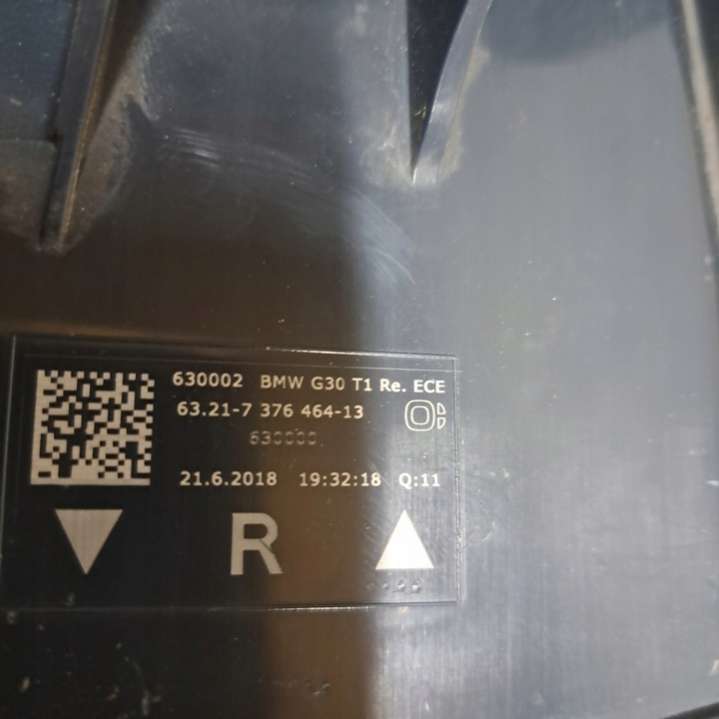 630002 BMW G30 T1 Re. ECE
63.21-7 376 464-13
630000
21.6.2018 19:32:18 Q:11
R